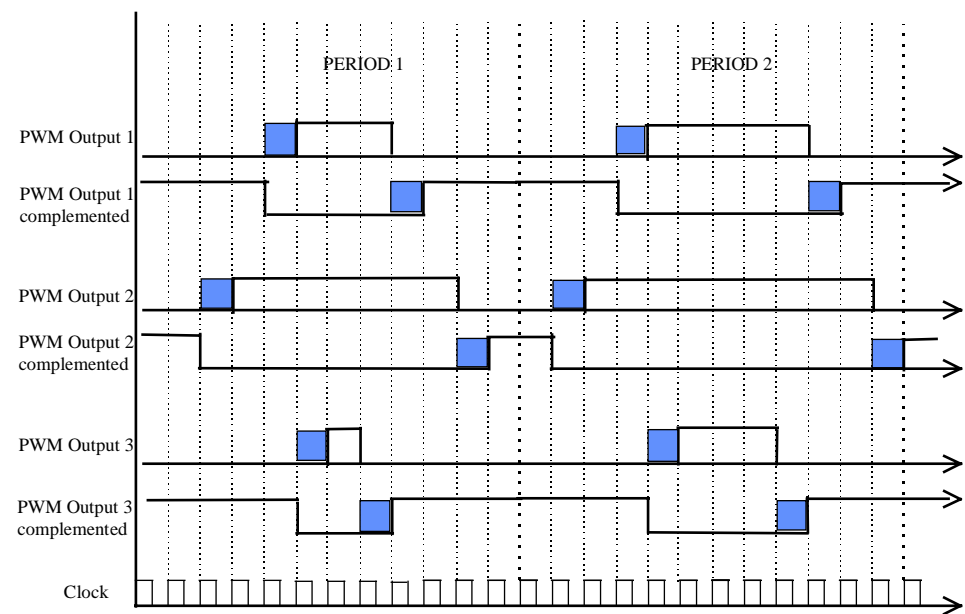 PERIOD 1
PERIOD 2
PWM Output 1
PWM Output 1
complemented
PWM Output 2
PWM Output 2
complemented
PWM Output 3
PWM Output 3
complemented
Clock